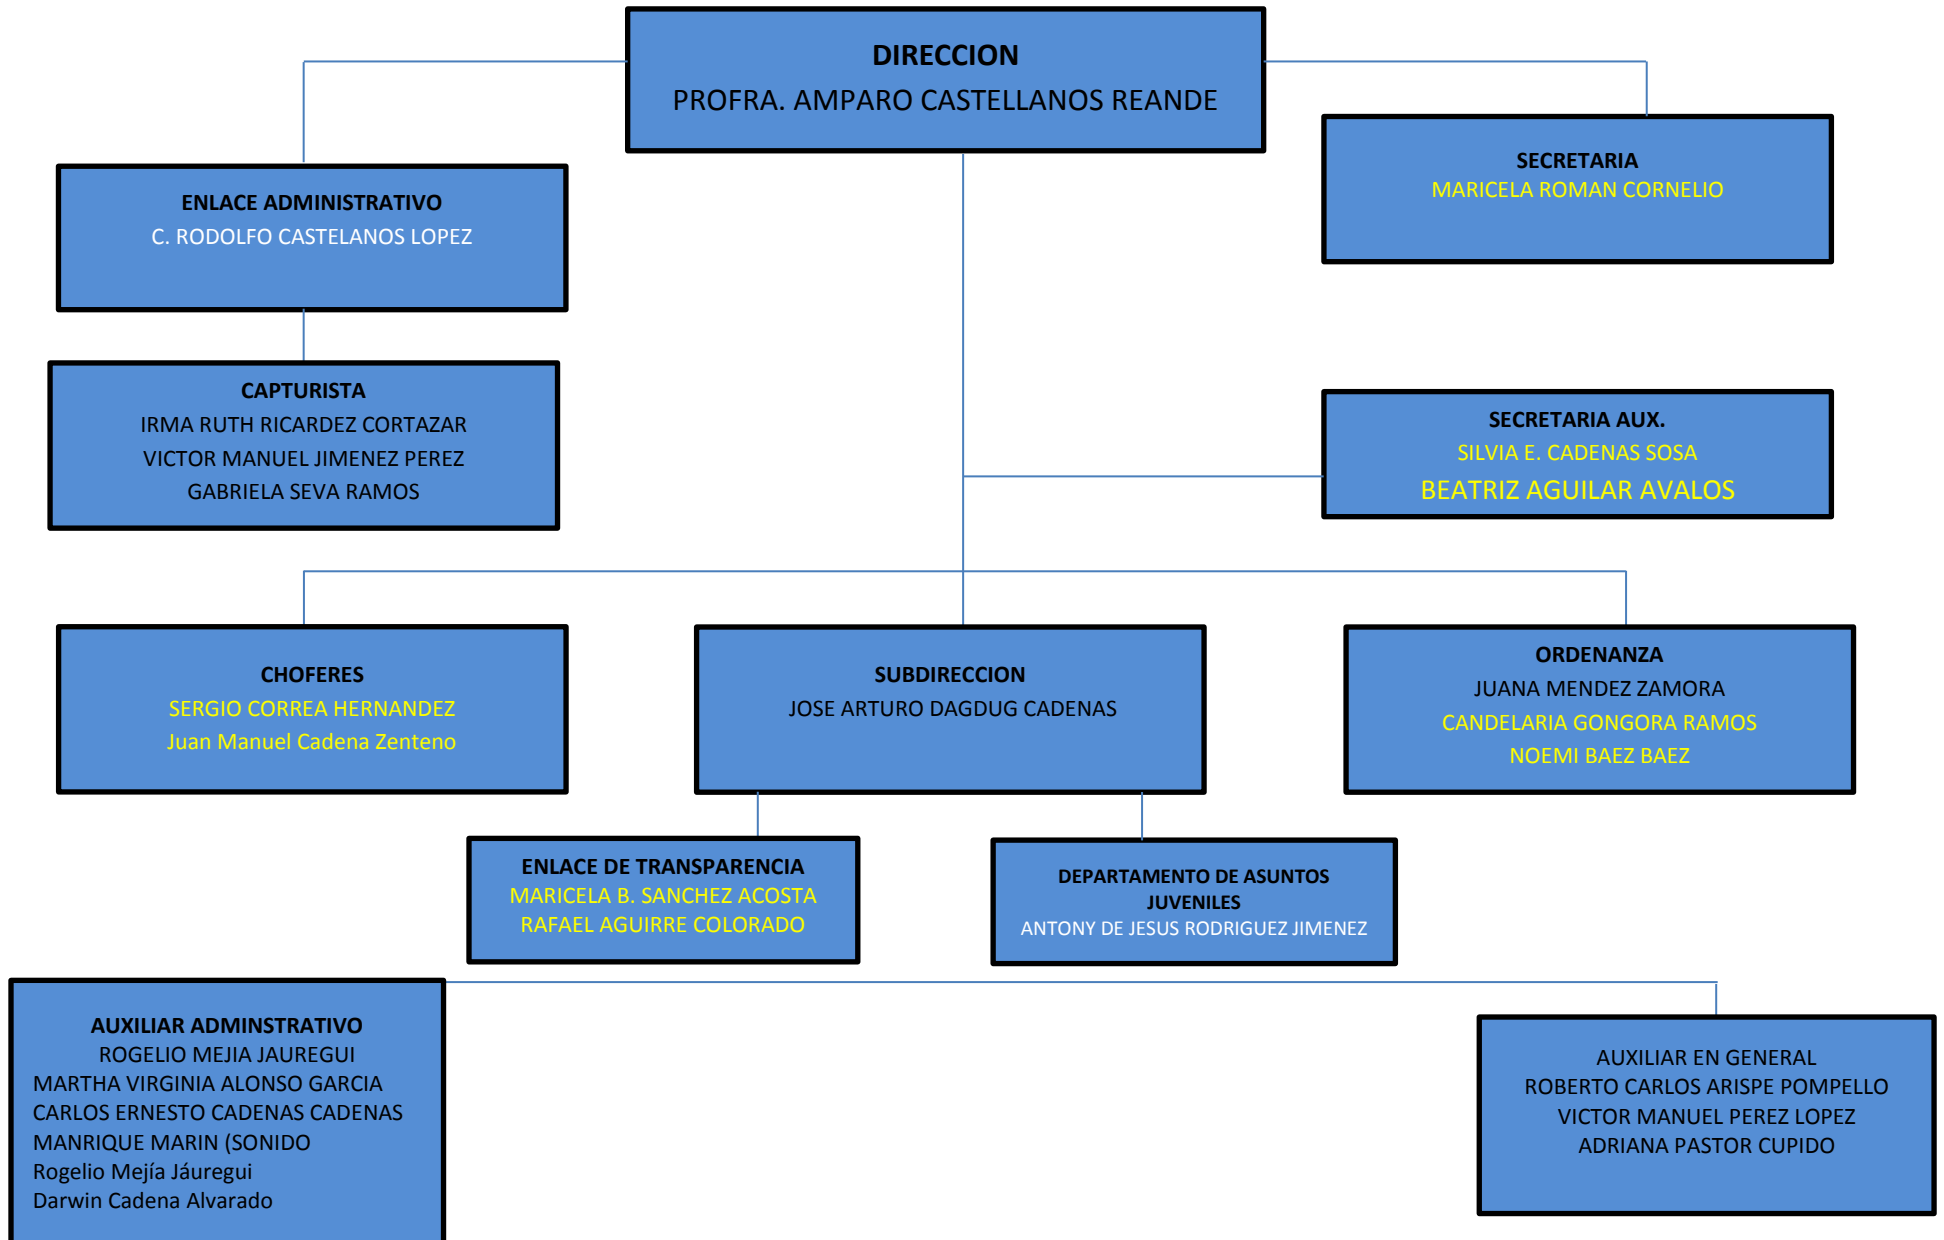 DIRECCION
PROFRA. AMPARO CASTELLANOS REANDE
SECRETARIA
MARICELA ROMAN CORNELIO
ENLACE ADMINISTRATIVO
C. RODOLFO CASTELANOS LOPEZ
CAPTURISTA
IRMA RUTH RICARDEZ CORTAZAR
VICTOR MANUEL JIMENEZ PEREZ
GABRIELA SEVA RAMOS
SECRETARIA AUX.
SILVIA E. CADENAS SOSA
BEATRIZ AGUILAR AVALOS
CHOFERES
SERGIO CORREA HERNANDEZ
Juan Manuel Cadena Zenteno
SUBDIRECCION
JOSE ARTURO DAGDUG CADENAS
ORDENANZA
JUANA MENDEZ ZAMORA
CANDELARIA GONGORA RAMOS
NOEMI BAEZ BAEZ
ENLACE DE TRANSPARENCIA
MARICELA B. SANCHEZ ACOSTA
RAFAEL AGUIRRE COLORADO
DEPARTAMENTO DE ASUNTOS
JUVENILES
ANTONY DE JESUS RODRIGUEZ JIMENEZ
AUXILIAR ADMINSTRATIVO
ROGELIO MEJIA JAUREGUI
MARTHA VIRGINIA ALONSO GARCIA
CARLOS ERNESTO CADENAS CADENAS
MANRIQUE MARIN (SONIDO
Rogelio Mejía Jáuregui
Darwin Cadena Alvarado
AUXILIAR EN GENERAL
ROBERTO CARLOS ARISPE POMPELLO
VICTOR MANUEL PEREZ LOPEZ
ADRIANA PASTOR CUPIDO